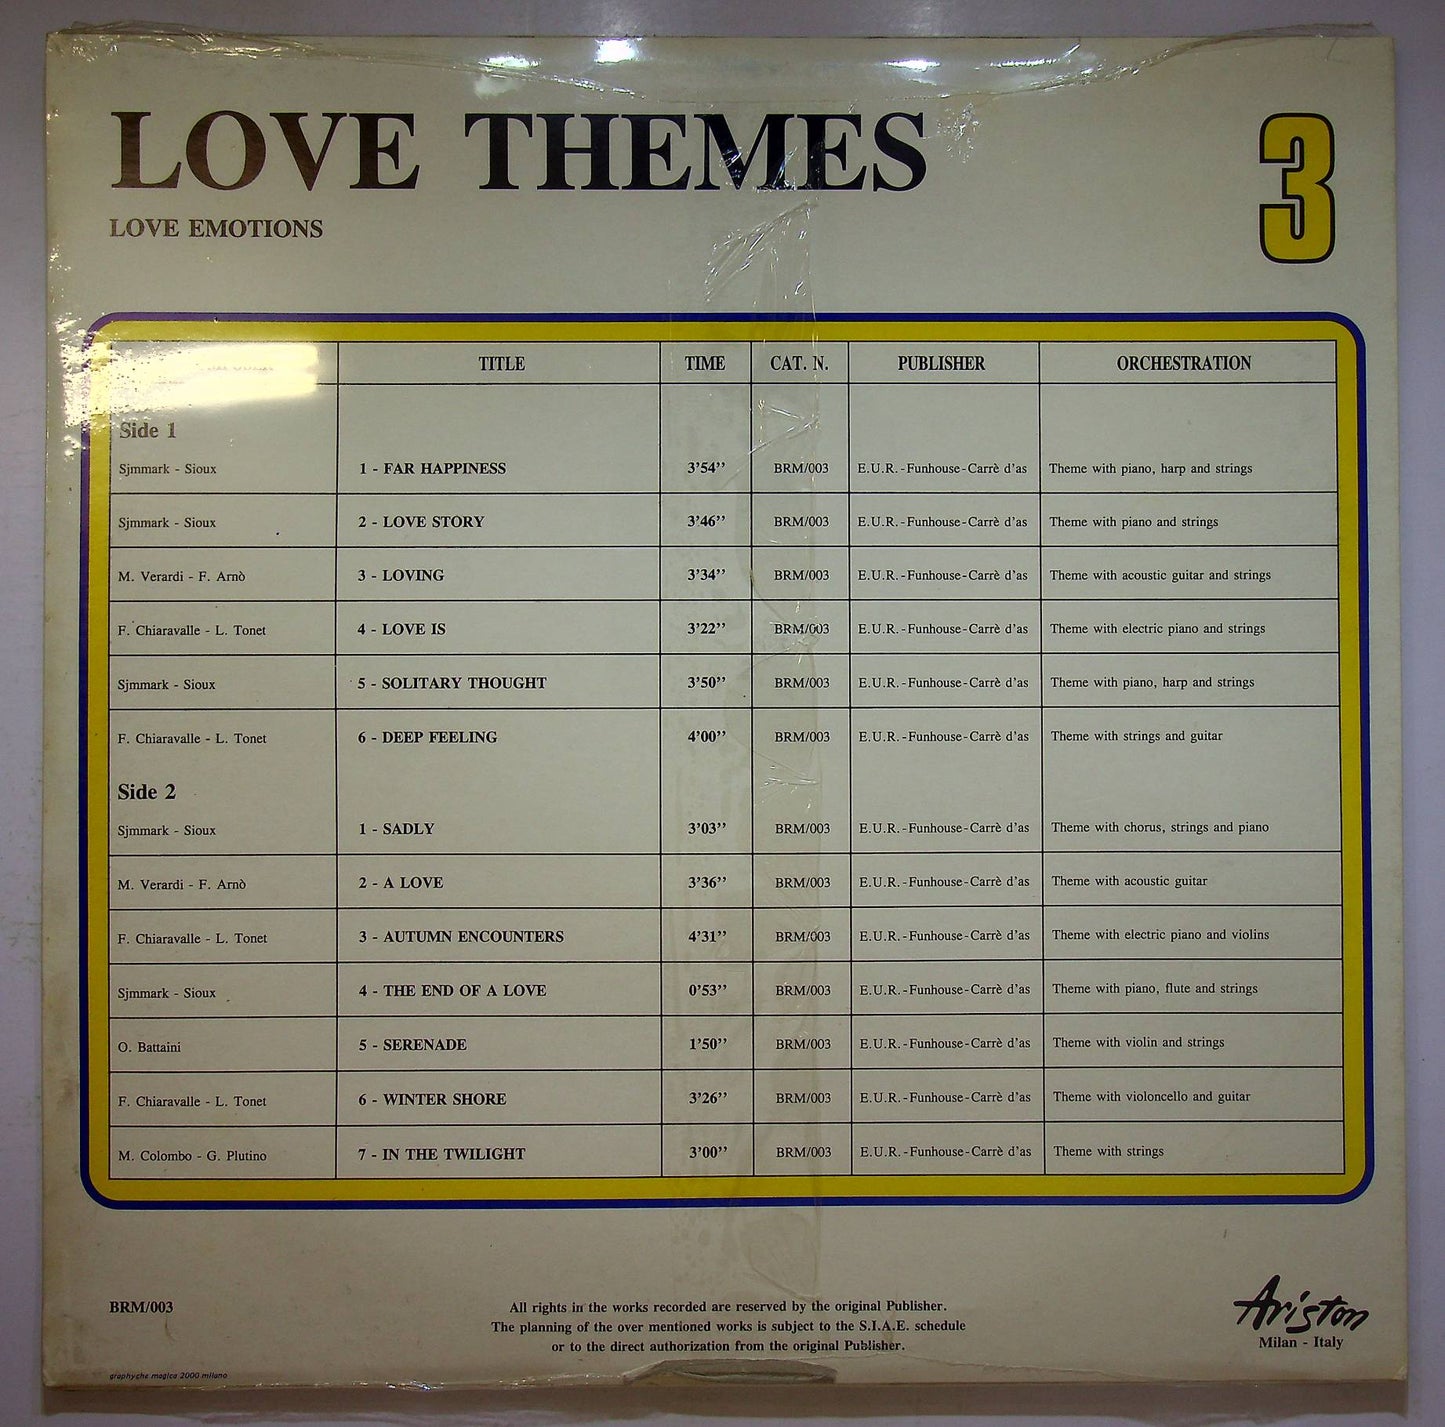 LOVE THEMES 3
LOVE EMOTIONS
TITLE TIME CAT. N. PUBLISHER ORCHESTRATION
Side 1
Sjmmark - Sioux 1 - FAR HAPPINESS 3'54'' BRM/003 E.U.R.-Funhouse-Carrè d'as Theme with piano, harp and strings
Sjmmark - Sioux 2 - LOVE STORY 3'46'' BRM/003 E.U.R.-Funhouse-Carrè d'as Theme with piano and strings
M. Verardi - F. Arnò 3 - LOVING 3'34'' BRM/003 E.U.R.-Funhouse-Carrè d'as Theme with acoustic guitar and strings
F. Chiaravalle - L. Tonet 4 - LOVE IS 3'22'' BRM/003 E.U.R.-Funhouse-Carrè d'as Theme with electric piano and strings
Sjmmark - Sioux 5 - SOLITARY THOUGHT 3'50'' BRM/003 E.U.R.-Funhouse-Carrè d'as Theme with piano, harp and strings
F. Chiaravalle - L. Tonet 6 - DEEP FEELING 4'00'' BRM/003 E.U.R.-Funhouse-Carrè d'as Theme with strings and guitar
Side 2
Sjmmark - Sioux 1 - SADLY 3'03'' BRM/003 E.U.R.-Funhouse-Carrè d'as Theme with chorus, strings and piano
M. Verardi - F. Arnò 2 - A LOVE 3'36'' BRM/003 E.U.R.-Funhouse-Carrè d'as Theme with acoustic guitar
F. Chiaravalle - L. Tonet 3 - AUTUMN ENCOUNTERS 4'31'' BRM/003 E.U.R.-Funhouse-Carrè d'as Theme with electric piano and violins
Sjmmark - Sioux 4 - THE END OF A LOVE 0'53'' BRM/003 E.U.R.-Funhouse-Carrè d'as Theme with piano, flute and strings
O. Battaini 5 - SERENADE 1'50'' BRM/003 E.U.R.-Funhouse-Carrè d'as Theme with violin and strings
F. Chiaravalle - L. Tonet 6 - WINTER SHORE 3'26'' BRM/003 E.U.R.-Funhouse-Carrè d'as Theme with violoncello and guitar
M. Colombo - G. Plutino 7 - IN THE TWILIGHT 3'00'' BRM/003 E.U.R.-Funhouse-Carrè d'as Theme with strings
BRM/003
All rights in the works recorded are reserved by the original Publisher.
The planning of the over mentioned works is subject to the S.I.A.E. schedule
or to the direct authorization from the original Publisher.
Ariston
Milan - Italy
graphyche magica 2000 milano